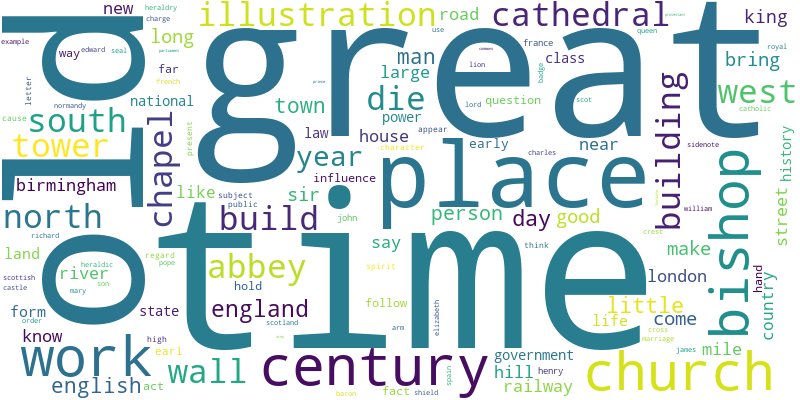 heraldry
new
charge
example
way
edward
seal
parliament
long
far
french
letter
national
normandy
illustration
road
cathedral
king
man
large
die
power
town
law
house
year
influence
common
lion
france
class
use
queen
protestant
royal
bring
badge
question
lord
scot
west
catholic
great
old
south
tower
cause
present
chapel
birmingham
like
subject
public
sir
john
character
appear
early
charles
near
place
building
sidenote
william
history
street
bishop
north
richard
land
heraldic
river
regard
pope
scottish
castle
son
mary
form
order
know
high
state
earl
build
abbey
hold
england
scotland
say
spirit
follow
arm
elizabeth
person
day
good
think
time
crest
make
london
hand
country
little
life
come
cross
marriage
james
mile
work
english
act
wall
century
baron
fact
shield
spain
government
hill
henry
railway
church